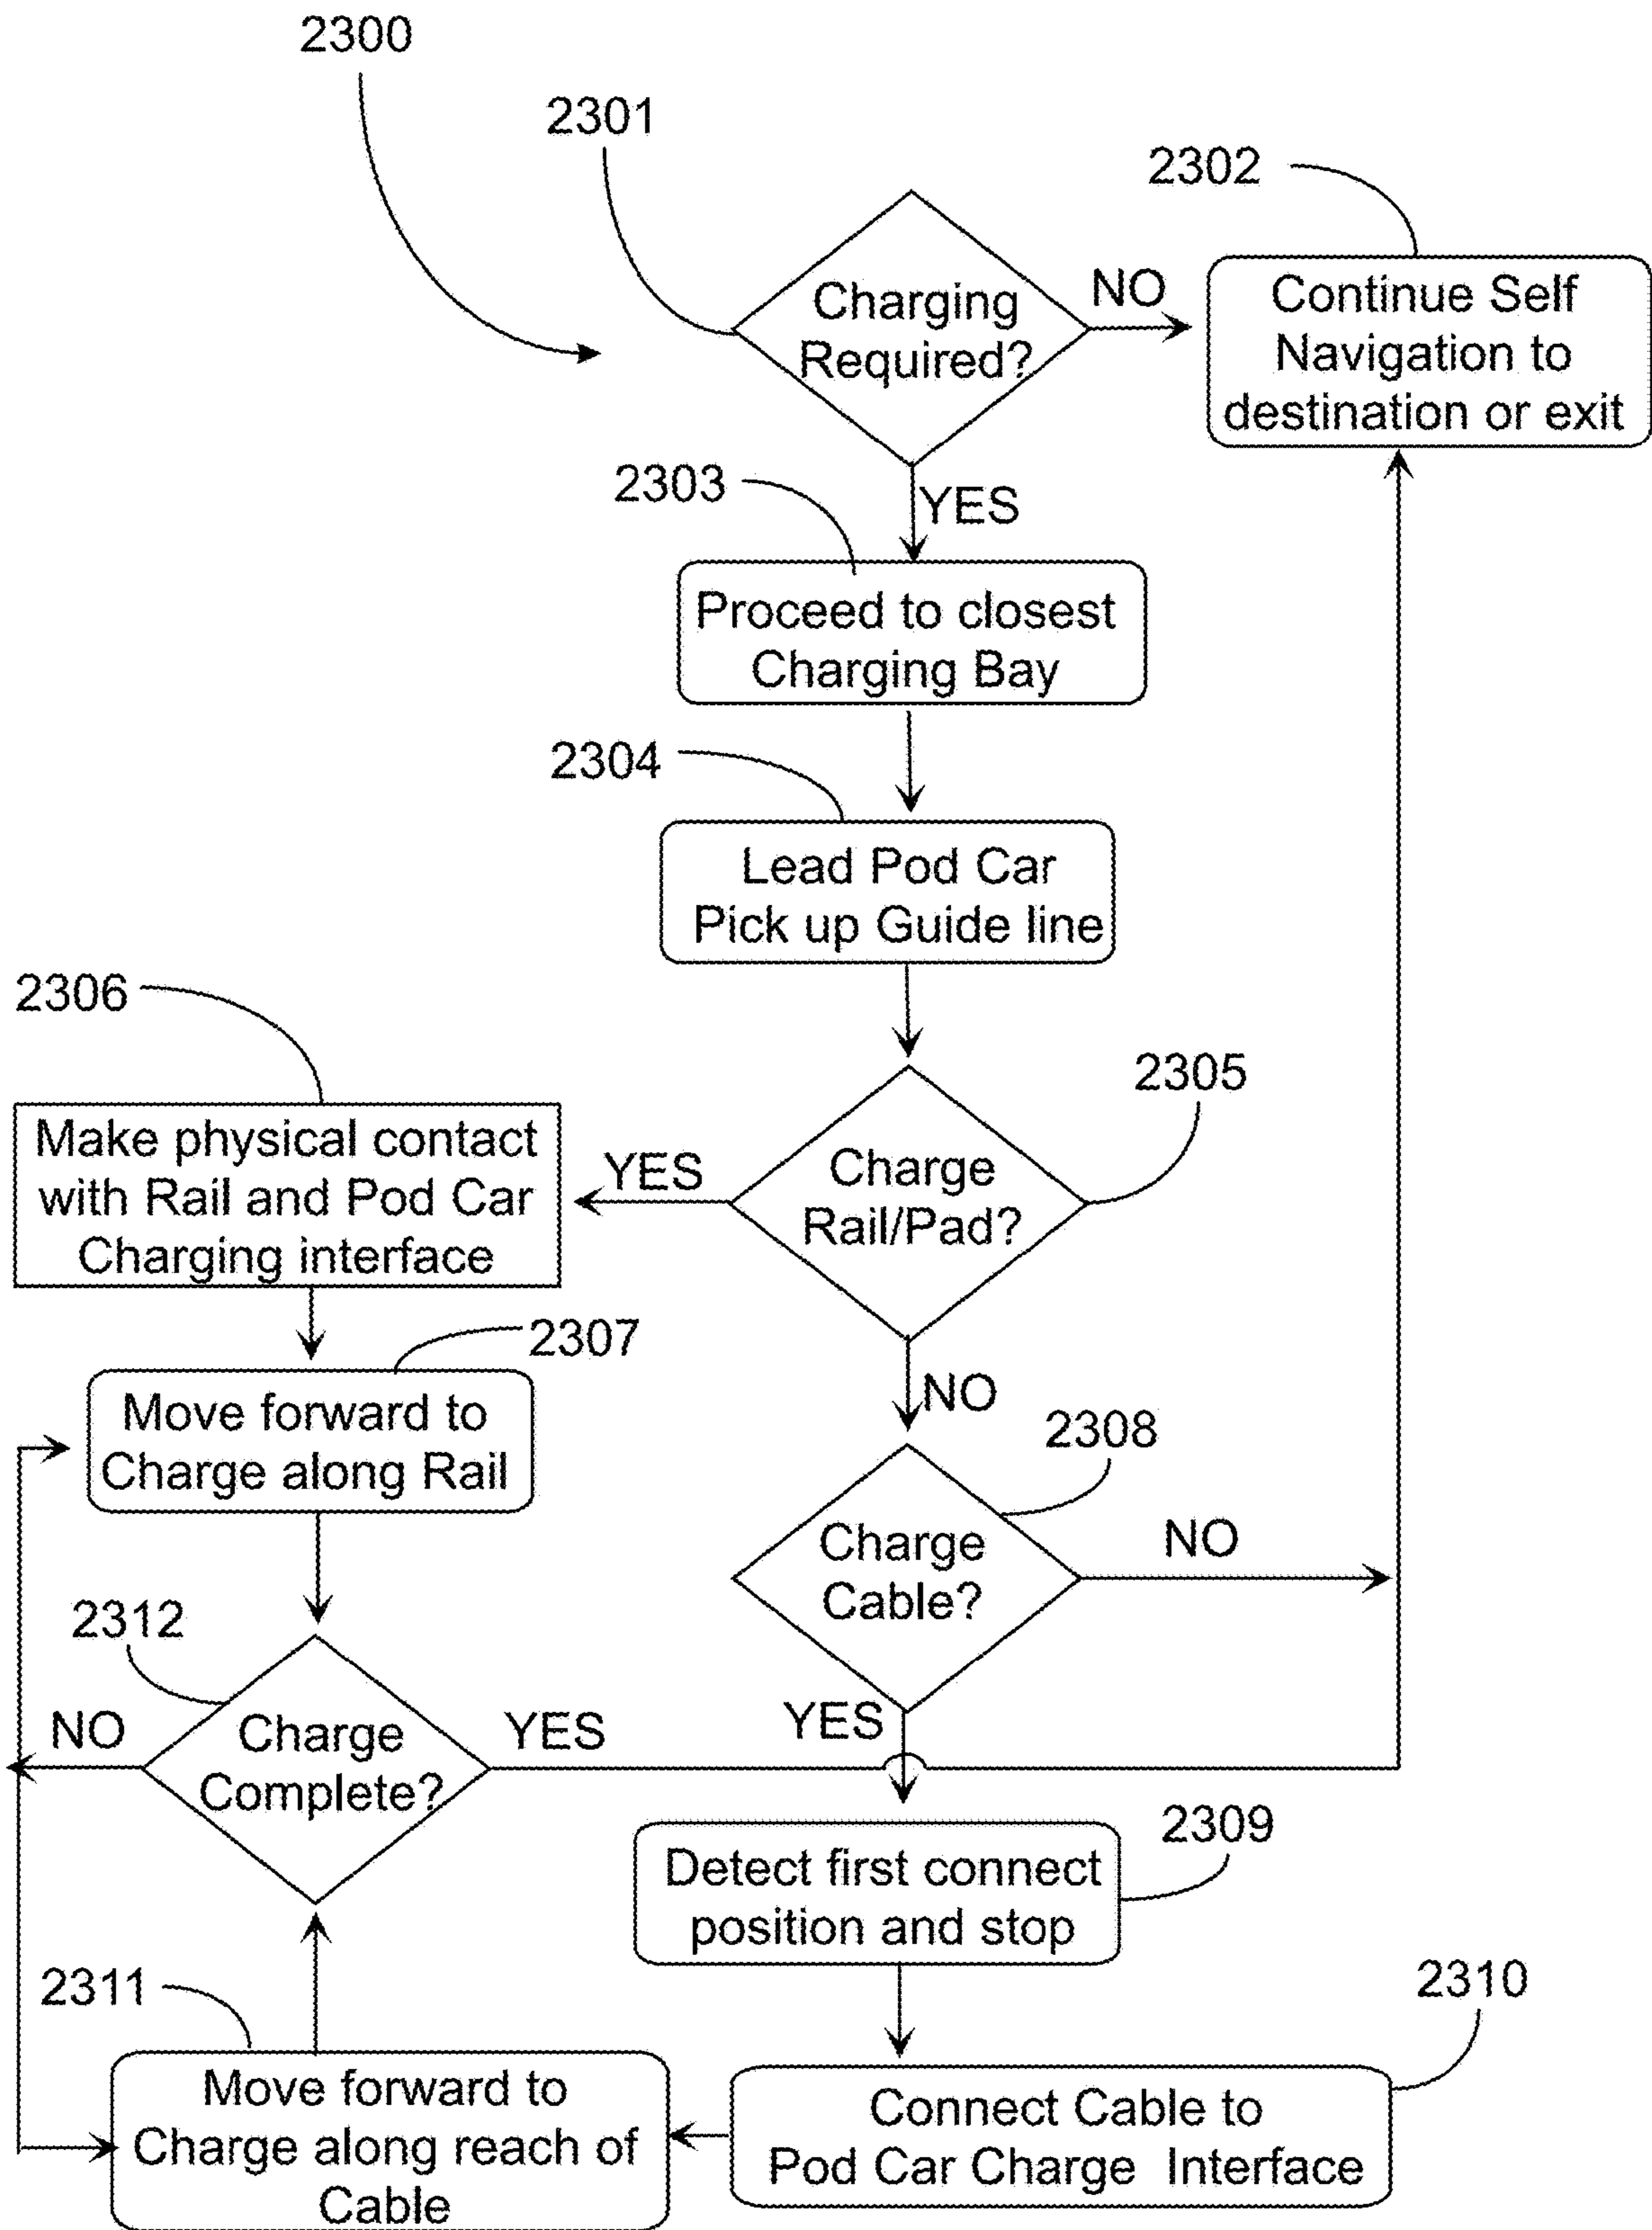 2300
2301
2302
Charging
Required?
NO
Continue Self
Navigation to
destination or exit
2303
YES
Proceed to closest
Charging Bay
2304
Lead Pod Car
Pick up Guide line
2306
2305
Make physical contact
with Rail and Pod Car
Charging interface
YES
Charge
Rail/Pad?
2307
NO
Move forward to
Charge along Rail
2308
Charge
Cable?
NO
2312
NO
Charge
Complete?
YES
YES
2309
Detect first connect
position and stop
2311
2310
Move forward to
Charge along reach of
Cable
Connect Cable to
Pod Car Charge Interface